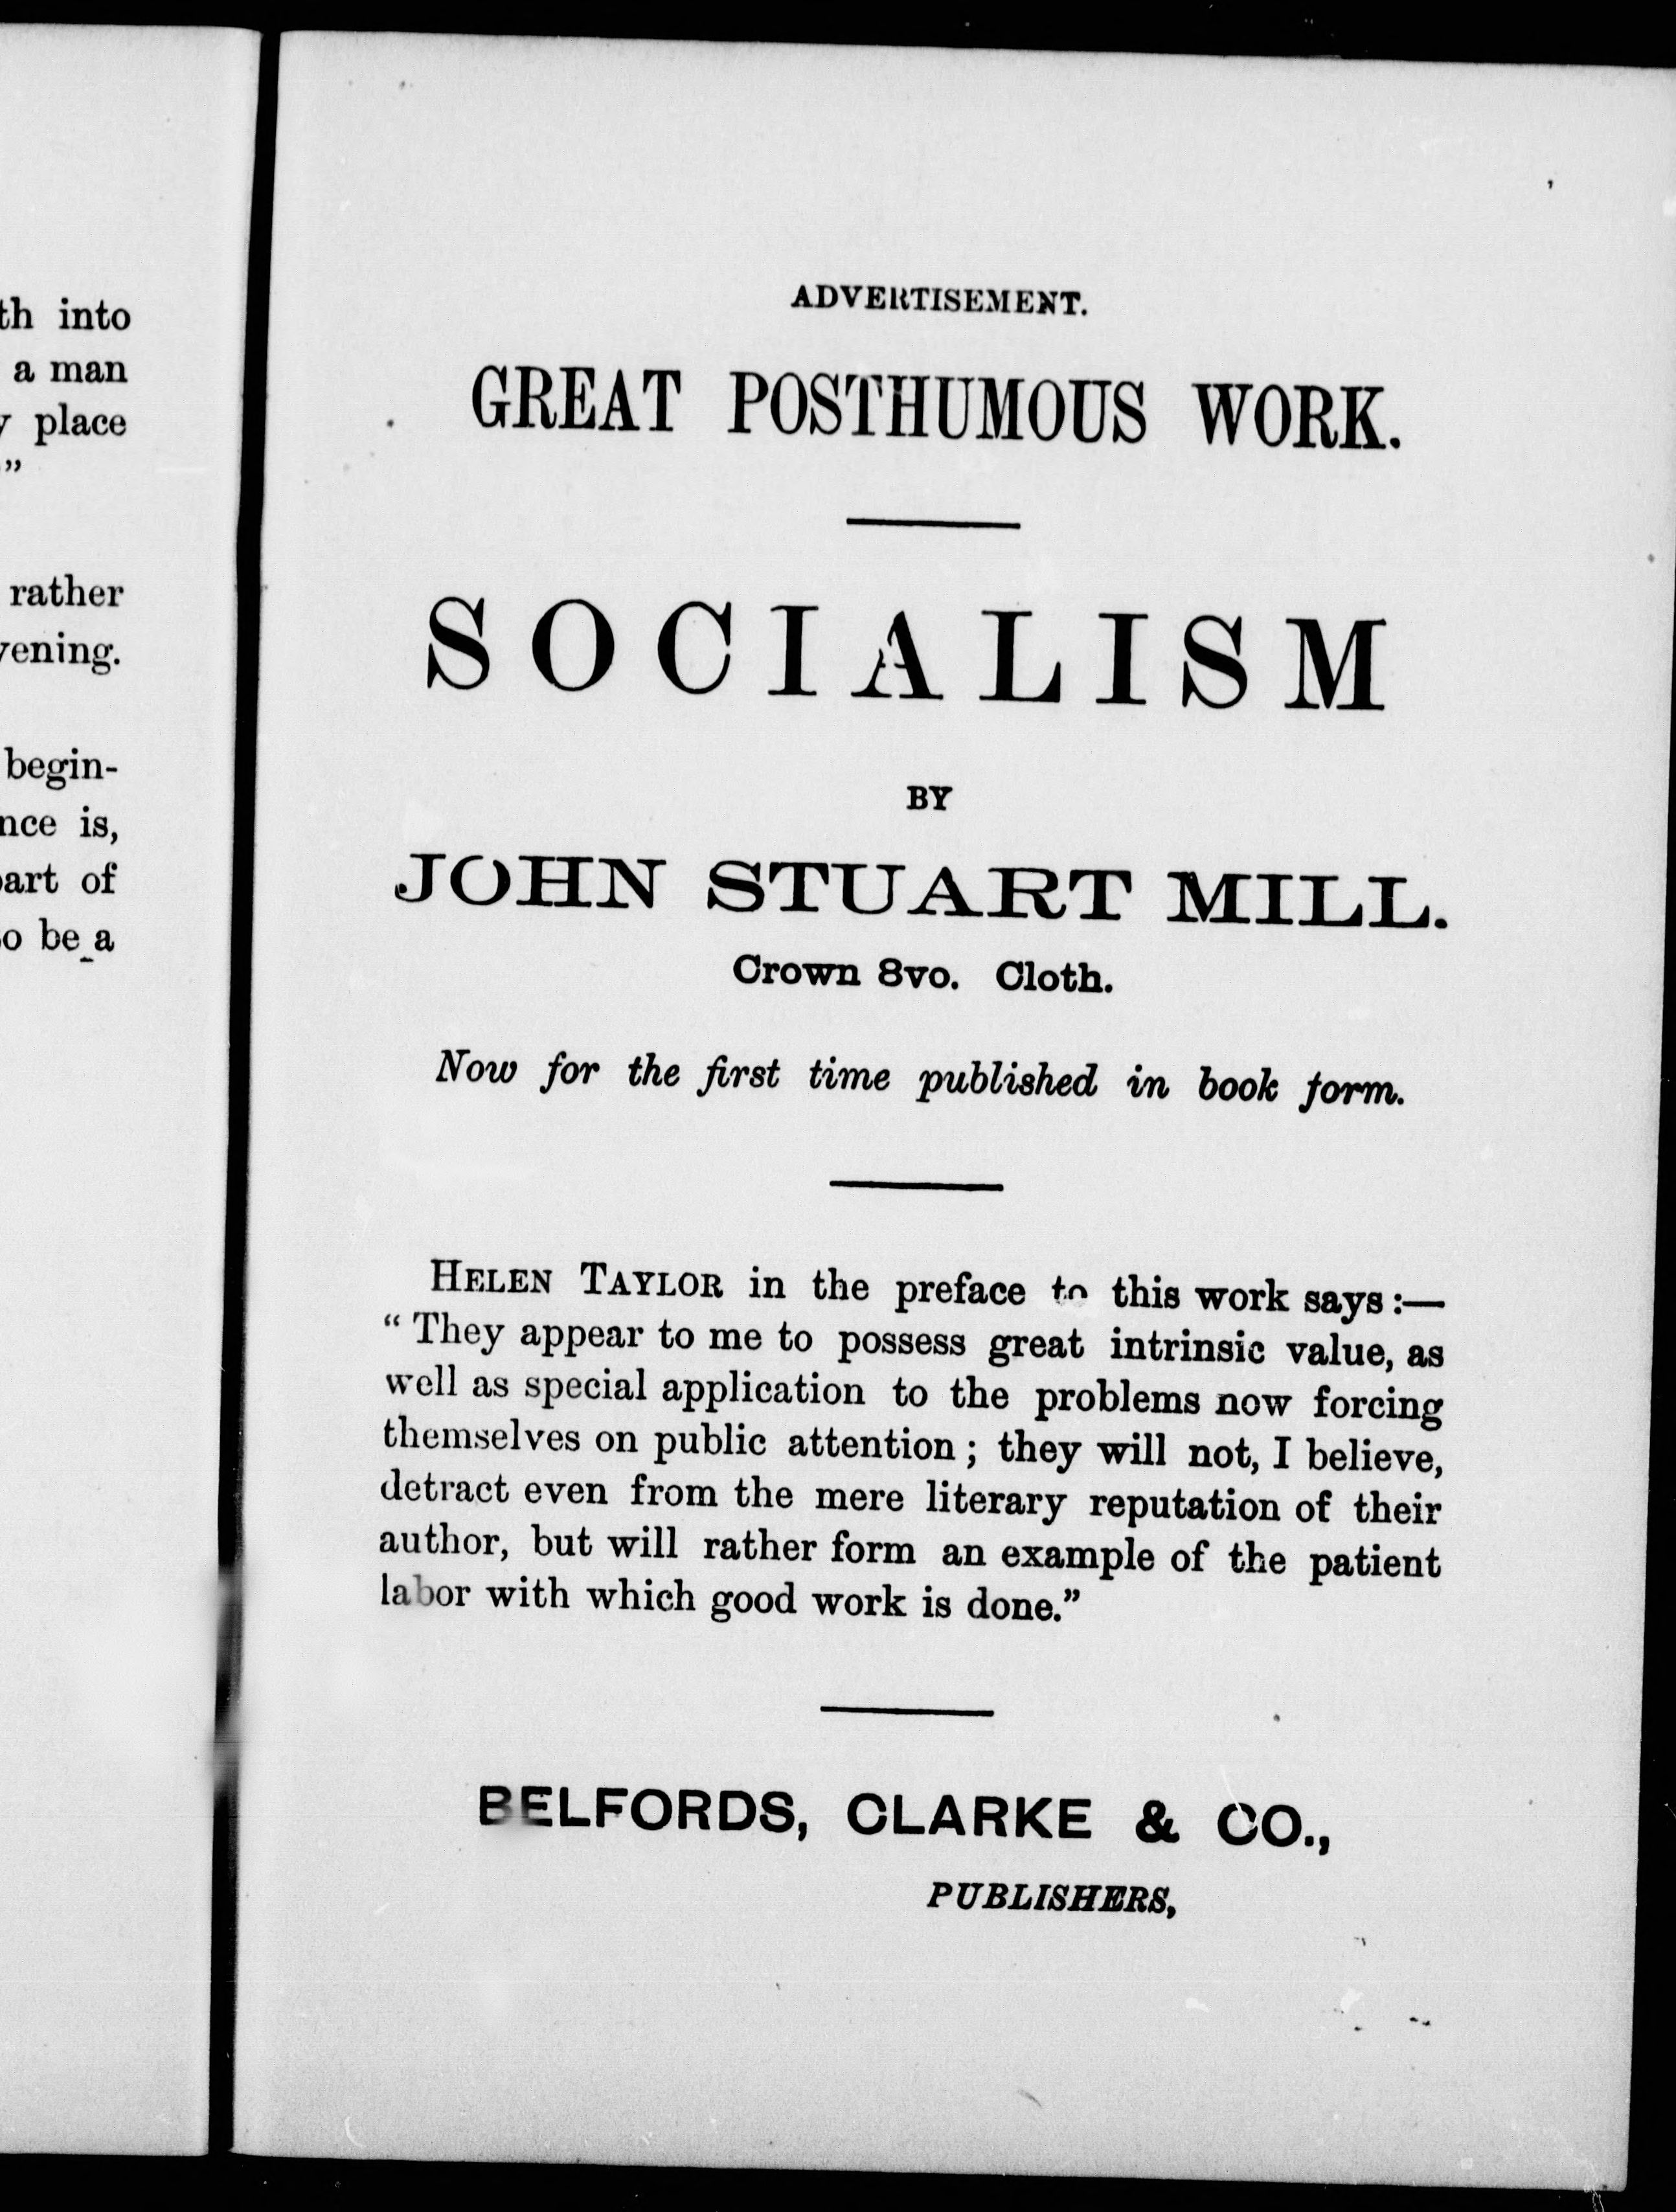 th into
a man
place
”
rather
begin-
is,
of
be a
ADVERTISEMENT.
GREAT POSTHUMOUS WORK.
SOCIALISM
BY
JOHN STUART MILL.
Crown 8vo. Cloth.
Now for the first time published in book form.
HELEN TAYLOR in the preface to this work says :—
“ They appear to me to possess great intrinsic value, as
well as special application to the problems now forcing
themselves on public attention ; they will not, I believe,
detract even from the mere literary reputation of their
author, but will rather form an example of the patient
labor with which good work is done.”
BELFORDS, CLARKE & CO.,
PUBLISHERS,